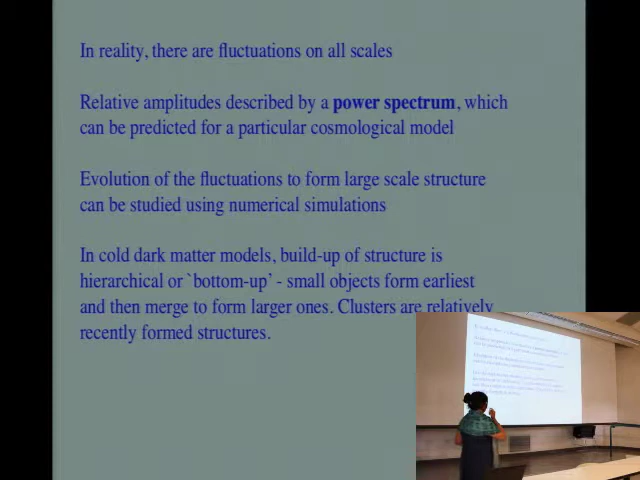 In reality, there are fluctuations on all scales
Relative amplitudes described by a power spectrum, which
can be predicted for a particular cosmological model
Evolution of the fluctuations to form large scale structure
can be studied using numerical simulations
In cold dark matter models, build-up of structure is
hierarchical or `bottom-up' - small objects form earliest
and then merge to form larger ones. Clusters are relatively
recently formed structures.